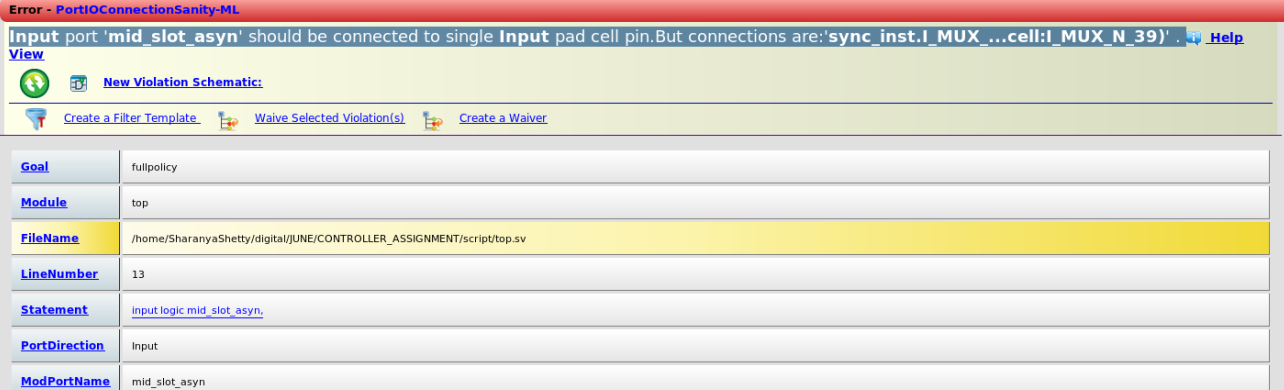 Error - PortIOConnectionSanity-ML
Input port 'mid_slot_asyn' should be connected to single Input pad cell pin.But connections are:'sync_inst.I_MUX_...cell:I_MUX_N_39)' . Help
View
New Violation Schematic:
Create a Filter Template Waive Selected Violation(s) Create a Waiver
Goal fullpolicy
Module top
FileName /home/SharanyaShetty/digital/JUNE/CONTROLLER_ASSIGNMENT/script/top.sv
LineNumber 13
Statement input logic mid_slot_asyn,
PortDirection Input
ModPortName mid_slot_asyn